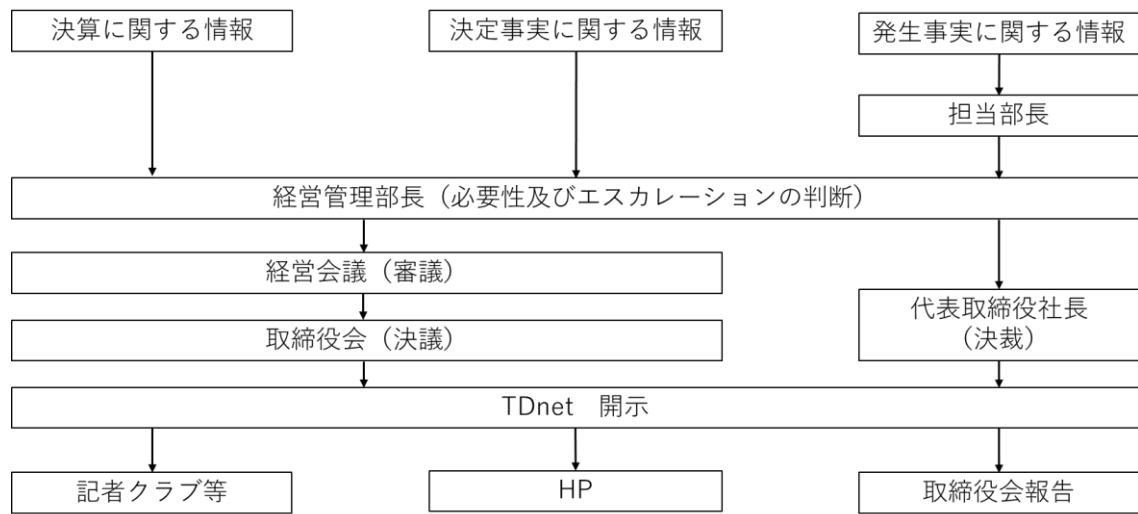 決算に関する情報
決定事実に関する情報
発生事実に関する情報
担当部長
経営管理部長（必要性及びエスカレーションの判断）
経営会議（審議）
取締役会（決議）
代表取締役社長
（決裁）
TDnet　開示
記者クラブ等
HP
取締役会報告